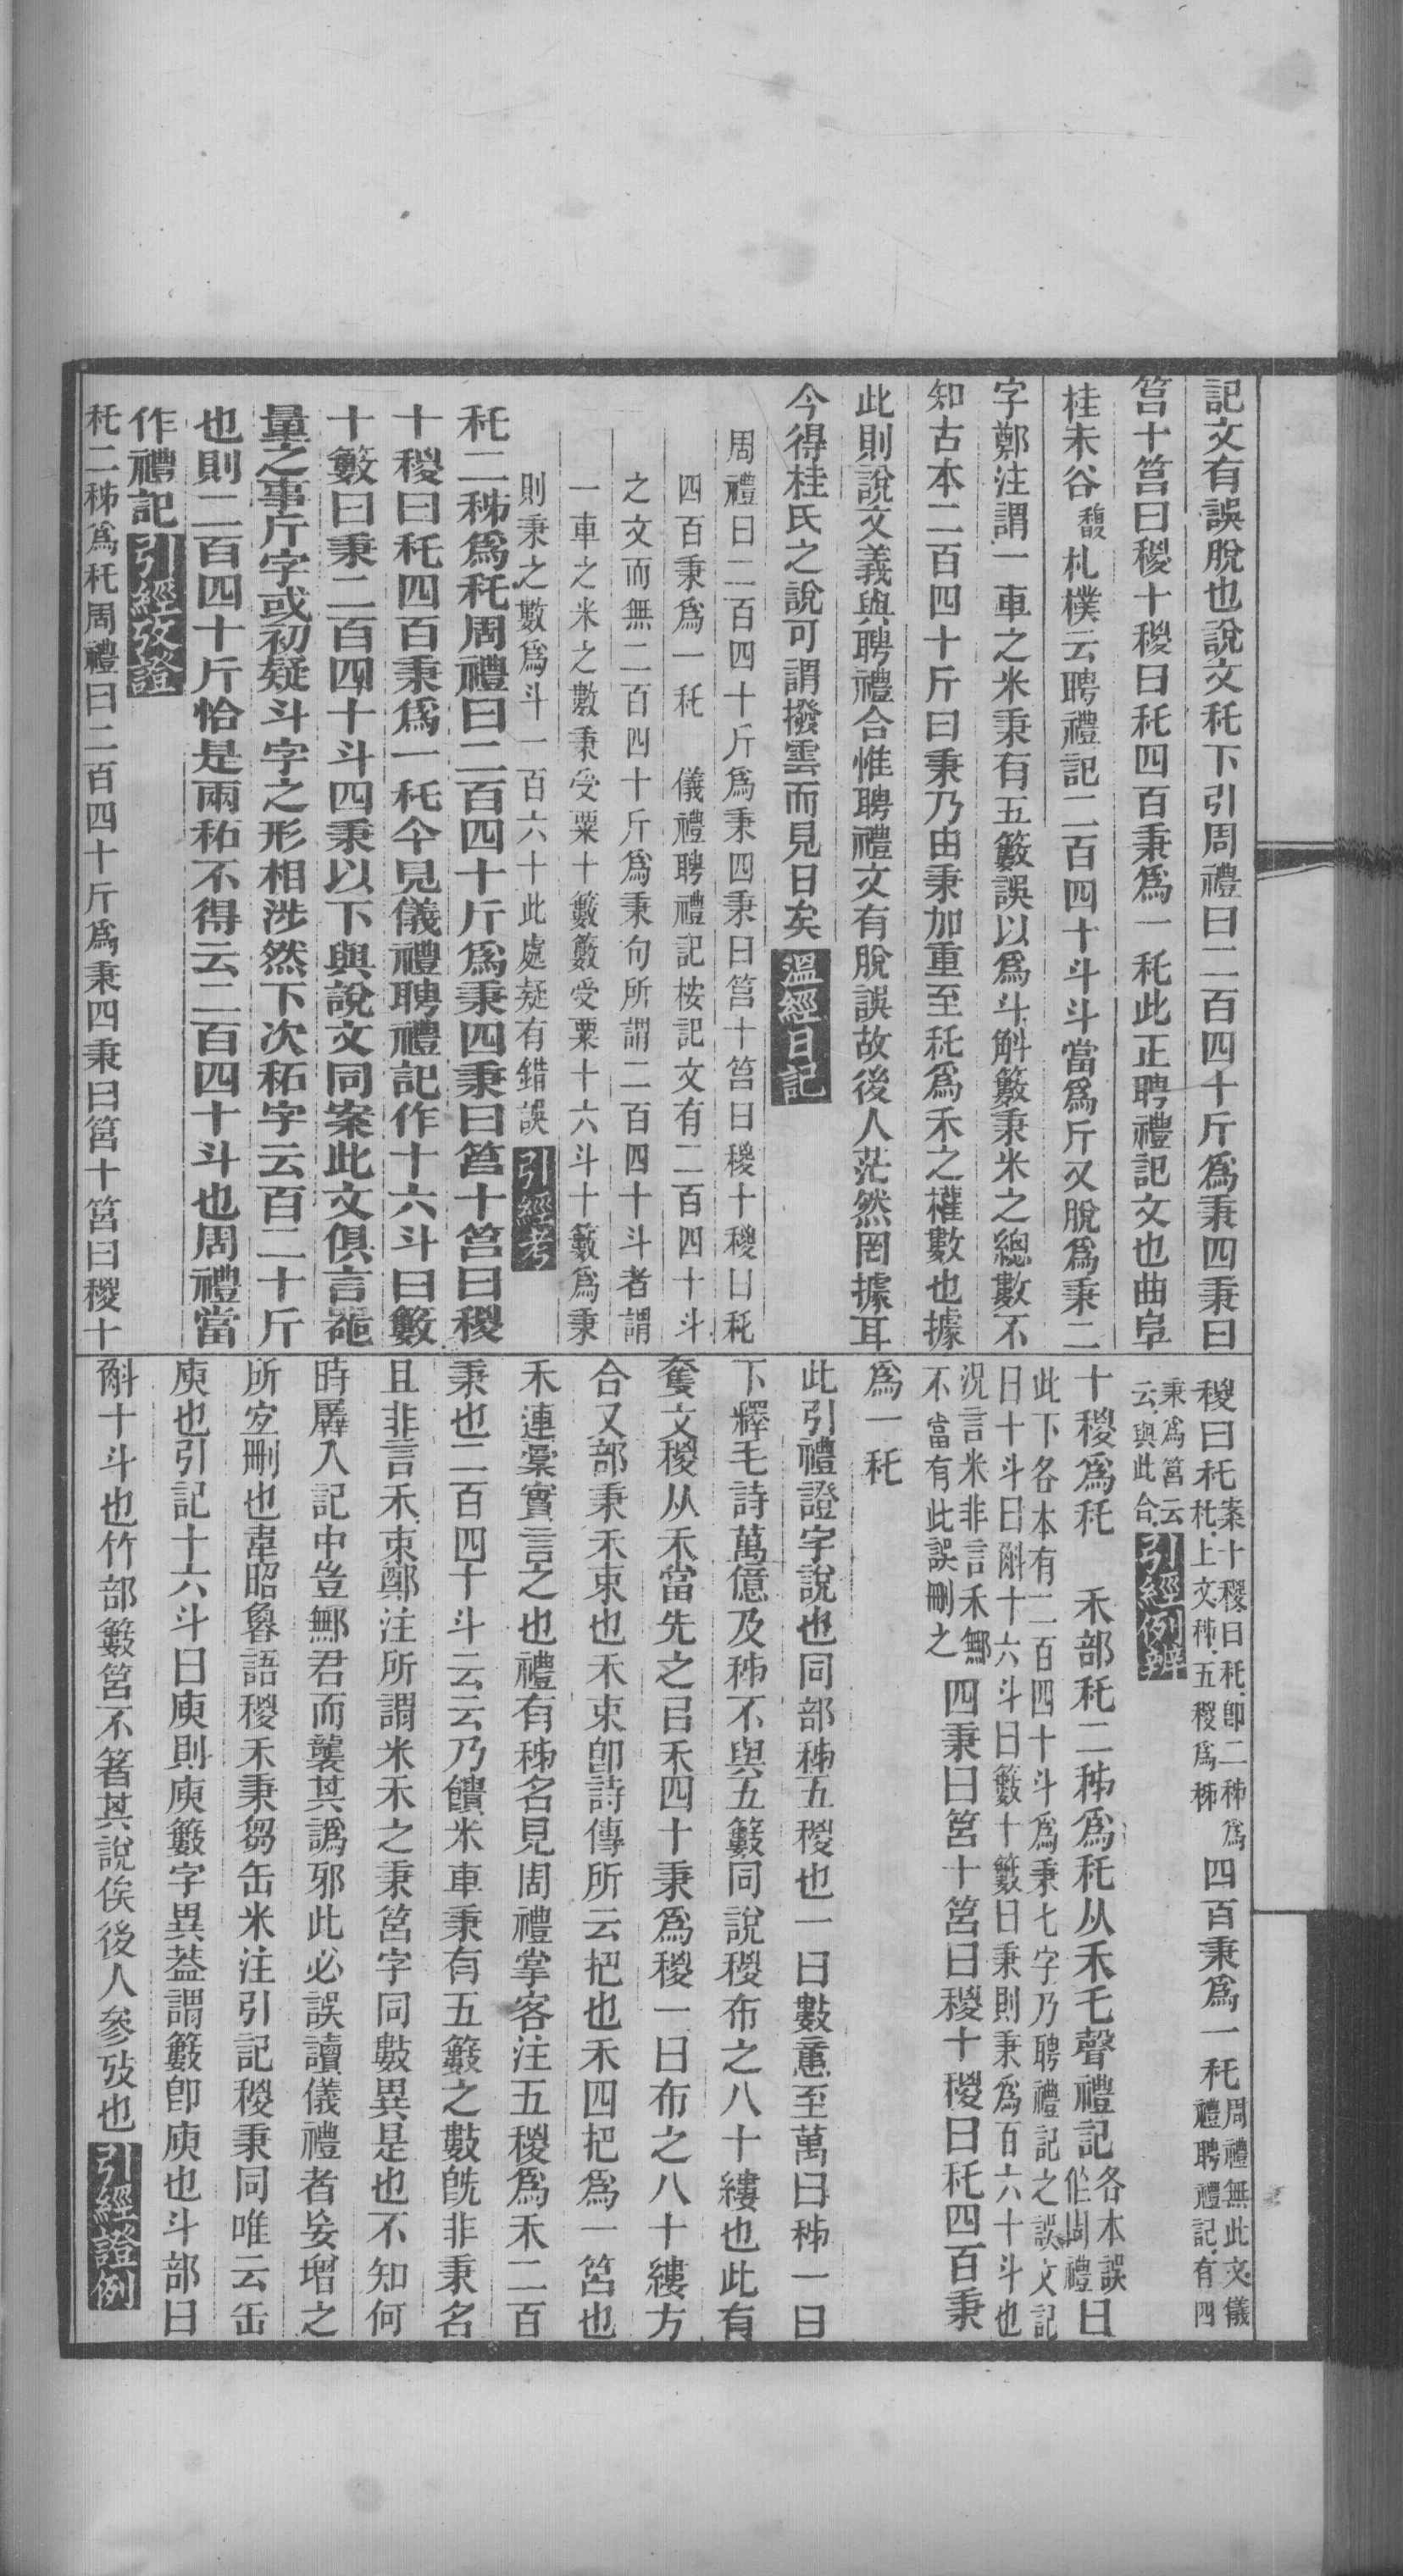 記文有誤脫也說文秅下引周禮曰二百四十斤爲秉四秉曰
筥十筥曰稯十稯曰秅四百秉爲一秅此正聘禮記文也曲阜
桂未谷馥札樸云聘禮記二百四十斗斗當爲斤又脫爲秉二
字鄭注謂一車之米秉有五籔誤以爲斗斛籔秉米之總數不
知古本二百四十斤曰秉乃由秉加重至秅爲禾之權數也據
此則說文義與聘禮合惟聘禮文有脫誤故後人茫然罔據耳
今得桂氏之說可謂撥雲而見日矣溫經日記
周禮曰二百四十斤爲秉四秉曰筥十筥曰稯十稯曰秅
四百秉爲一秅 儀禮聘禮記桉記文有二百四十斗
之文而無二百四十斤爲秉句所謂二百四十斗者謂
一車之米之數秉受粟十籔籔受粟十六斗十籔爲秉
則秉之數爲斗一百六十此處疑有錯誤引經考
秅二秭爲秅周禮曰二百四十斤爲秉四秉曰筥十筥曰稯
十稯曰秅四百秉爲一秅今見儀禮聘禮記作十六斗曰籔
十籔曰秉二百四十斗四秉以下與說文同案此文俱言
量之事斤字或初疑斗字之形相涉然下次䄷字云百二十斤
也則二百四十斤恰是兩䄷不得云二百四十斗也周禮當
作禮記引經攷證
秅二秭爲秅周禮曰二百四十斤爲秉四秉曰筥十筥曰稯十
稯曰秅案十稯曰秅卽二秭爲秅上文秭五稯爲秭四百秉爲一秅周禮無此文儀禮聘禮記有四
秉爲筥云云與此合引經例辨
十稯爲秅 禾部秅二秭爲秅从禾乇聲禮記各本誤作周禮曰
此下各本有二百四十斗爲秉七字乃聘禮記之誤文記
曰十斗曰斛十六斗曰籔十籔曰秉則秉爲百六十斗也
況言米非言禾鄦不當有此誤刪之四秉曰筥十筥曰稯十稯曰秅四百秉
爲一秅
此引禮證字說也同部秭五稯也一曰數億至萬曰秭一曰
下釋毛詩萬億及秭不與五籔同說稯布之八十縷也此有
奪文稯从禾當先之曰禾四十秉爲稯一曰布之八十縷方
合又部秉禾束也禾束卽詩傳所云把也禾四把爲一筥也
禾連稾實言之也禮有秭名見周禮掌客注五稯爲禾二百
秉也二百四十斗云云乃饋米車秉有五籔之數旣非秉名
且非言禾束鄭注所謂米禾之秉筥字同數異是也不知何
時羼入記中豈鄦君而襲其譌邪此必誤讀儀禮者妄增之
所宐刪也韋昭魯語稯禾秉芻缶米注引記稯秉同唯云缶
庾也引記十六斗曰庾則庾籔字異葢謂籔卽庾也斗部曰
斛十斗也竹部籔筥不箸其說俟後人參攷也引經證例